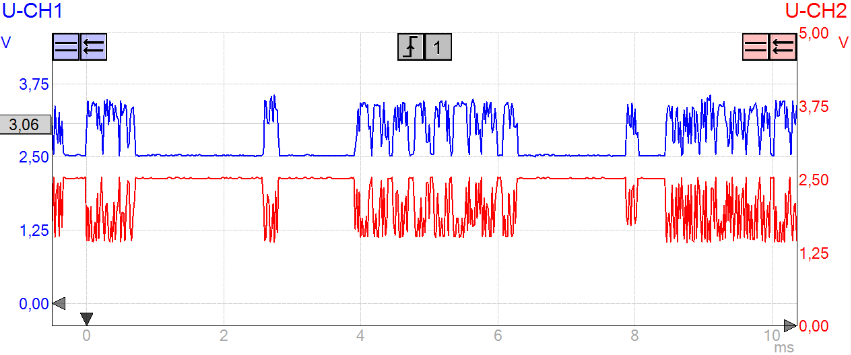 U-CH1 U-CH2
V 5,00 V
1
3,75 3,75
3,06
2,50 2,50
1,25 1,25
0,00 0,00
0 2 4 6 8 10
ms